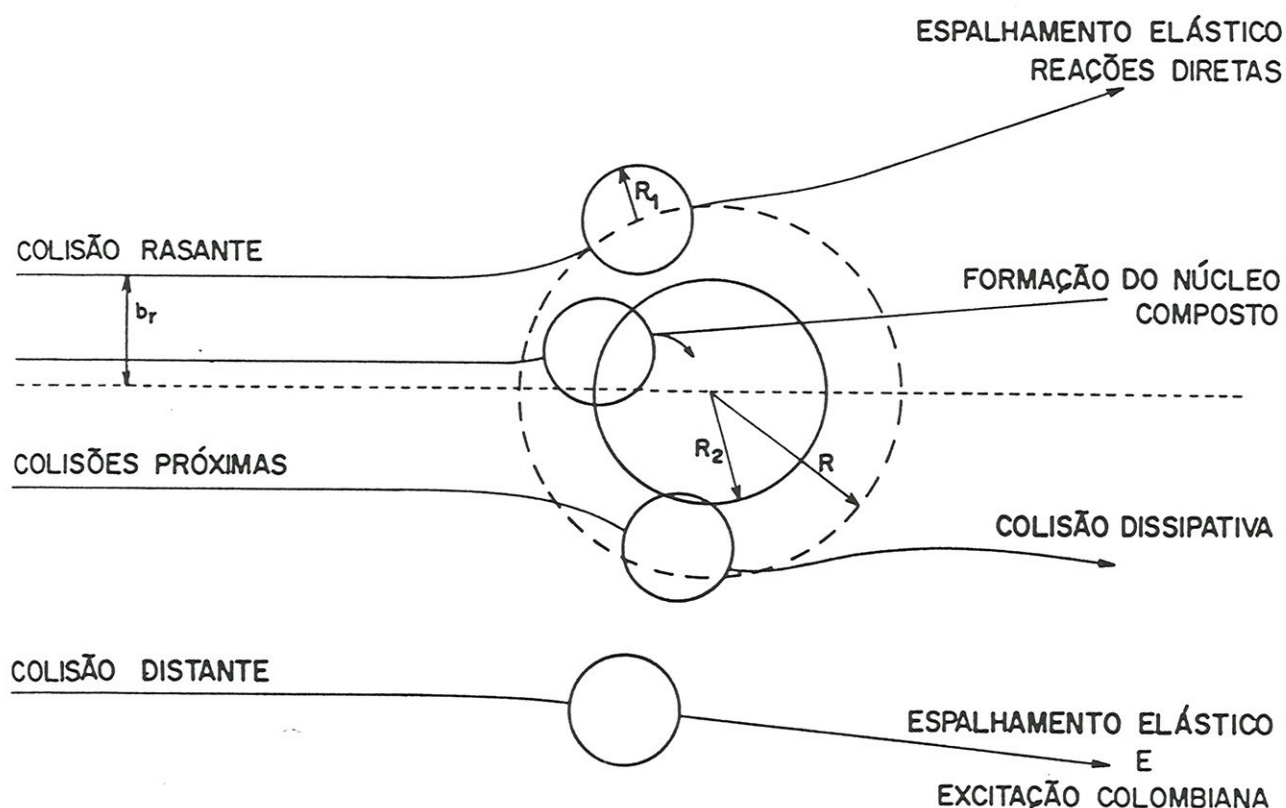 ESPALHAMENTO ELÁSTICO
REAÇÕES DIRETAS
R1
COLISÃO RASANTE
br
FORMAÇÃO DO NÚCLEO
COMPOSTO
COLISÕES PRÓXIMAS
R2
R
COLISÃO DISSIPATIVA
COLISÃO DISTANTE
ESPALHAMENTO ELÁSTICO
E
EXCITAÇÃO COLOMBIANA